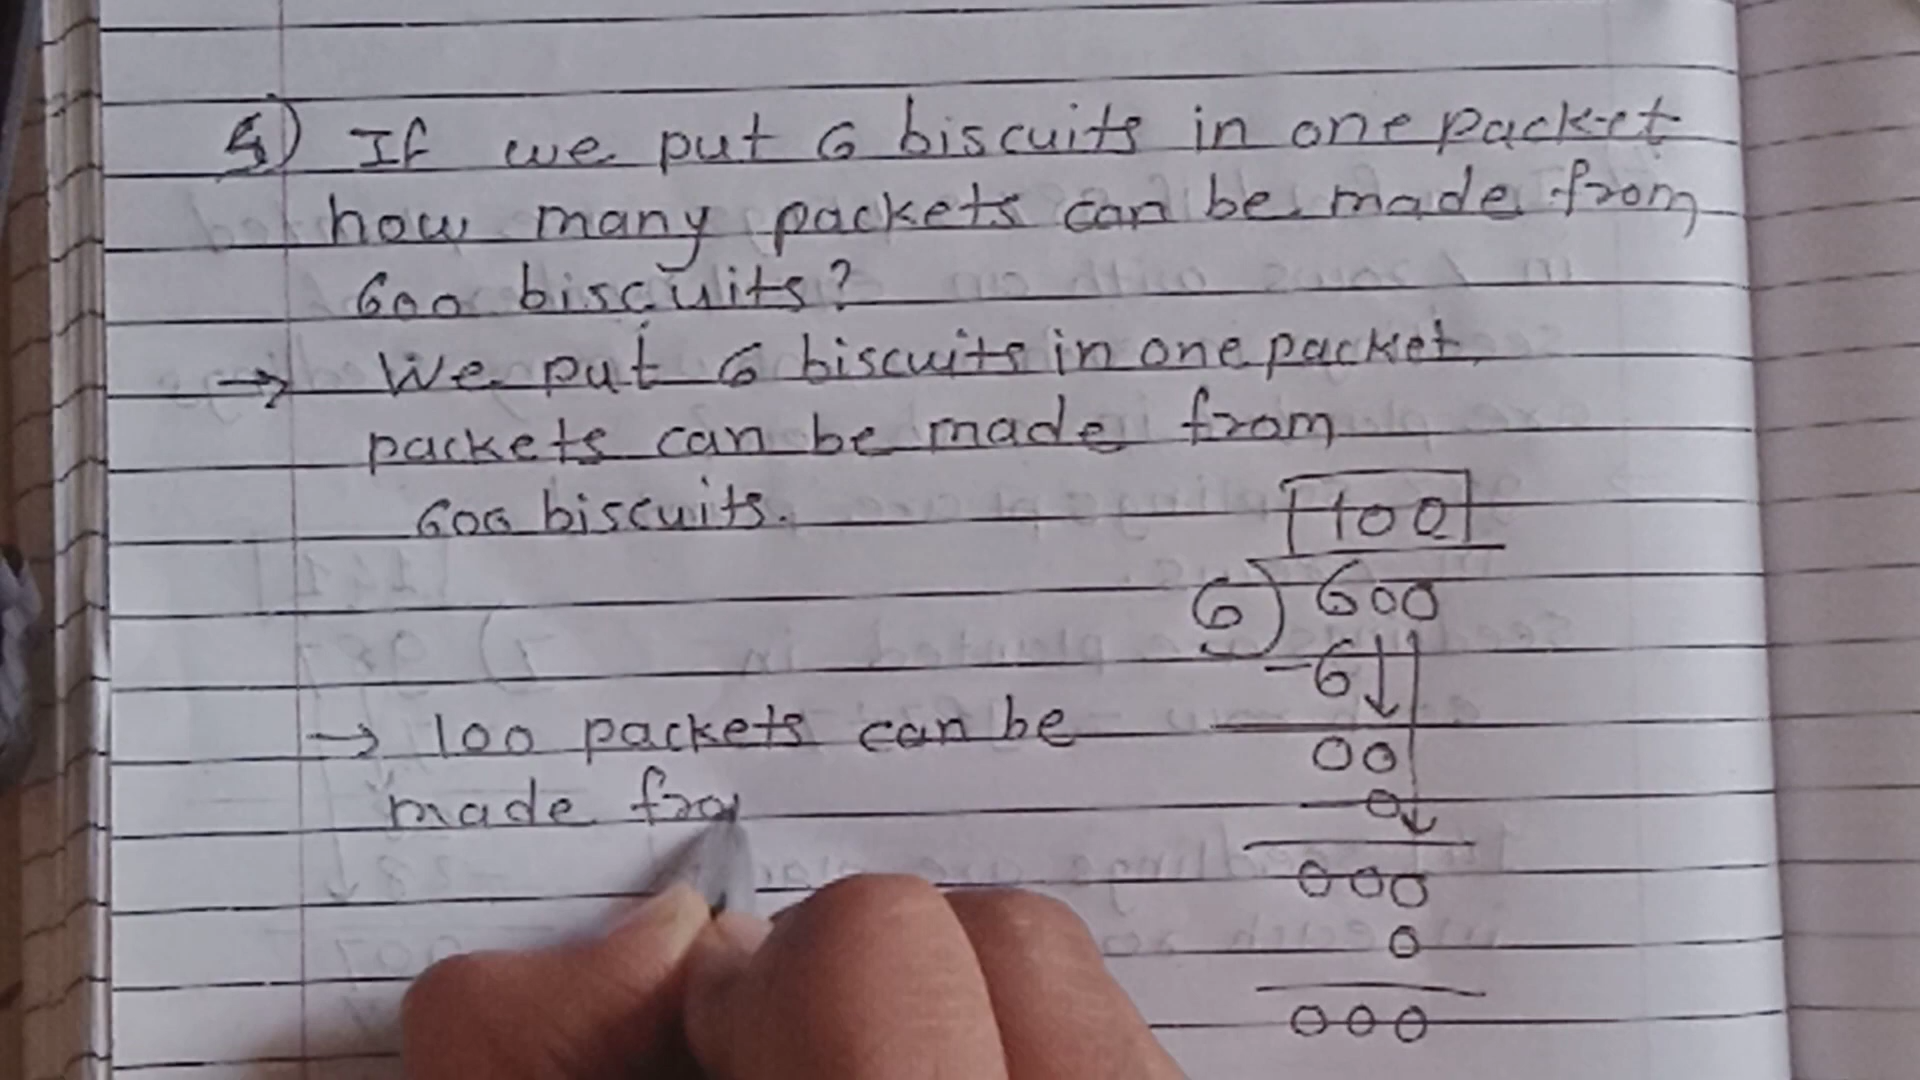 5) If we put 6 biscuits in one packet
how many packets can be made from
600 biscuits?
→ We put 6 biscuits in one packet
packets can be made from
600 biscuits.
100
6) 600
-6↓
→ 100 packets can be
00
made fro
0↓
000
0
000